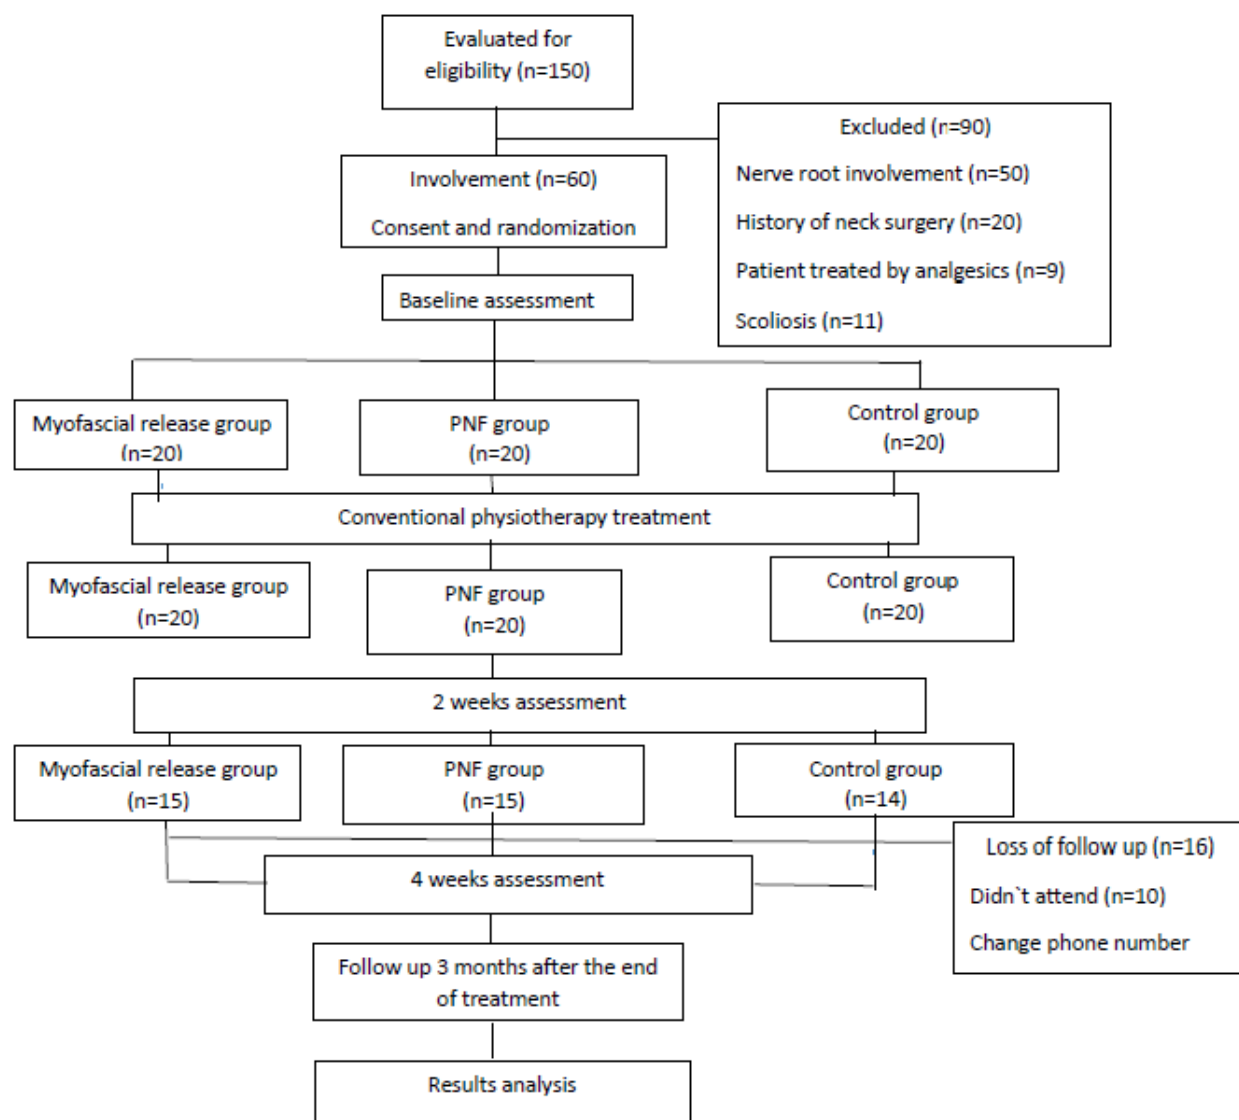 Evaluated for
eligibility (n=150)
Excluded (n=90)
Nerve root involvement (n=50)
History of neck surgery (n=20)
Patient treated by analgesics (n=9)
Scoliosis (n=11)
Involvement (n=60)
Consent and randomization
Baseline assessment
Myofascial release group
(n=20)
PNF group
(n=20)
Control group
(n=20)
Conventional physiotherapy treatment
Myofascial release group
(n=20)
PNF group
(n=20)
Control group
(n=20)
2 weeks assessment
Myofascial release group
(n=15)
PNF group
(n=15)
Control group
(n=14)
Loss of follow up (n=16)
Didn`t attend (n=10)
Change phone number
4 weeks assessment
Follow up 3 months after the end
of treatment
Results analysis